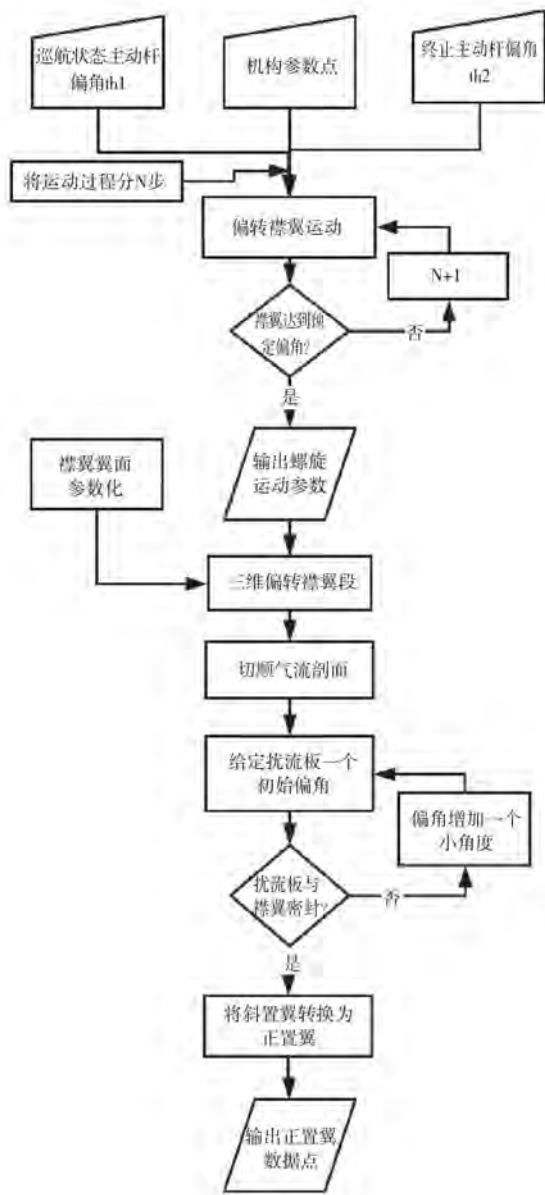 巡航状态主动杆
偏角th1
机构参数点
终止主动杆偏角
th2
将运动过程分N步
偏转襟翼运动
N+1
襟翼达到预
定偏角?
否
是
襟翼翼面
参数化
输出螺旋
运动参数
三维偏转襟翼段
切顺气流剖面
给定扰流板一个
初始偏角
偏角增加一个
小角度
扰流板与
襟翼密封?
否
是
将斜置翼转换为
正置翼
输出正置翼
数据点